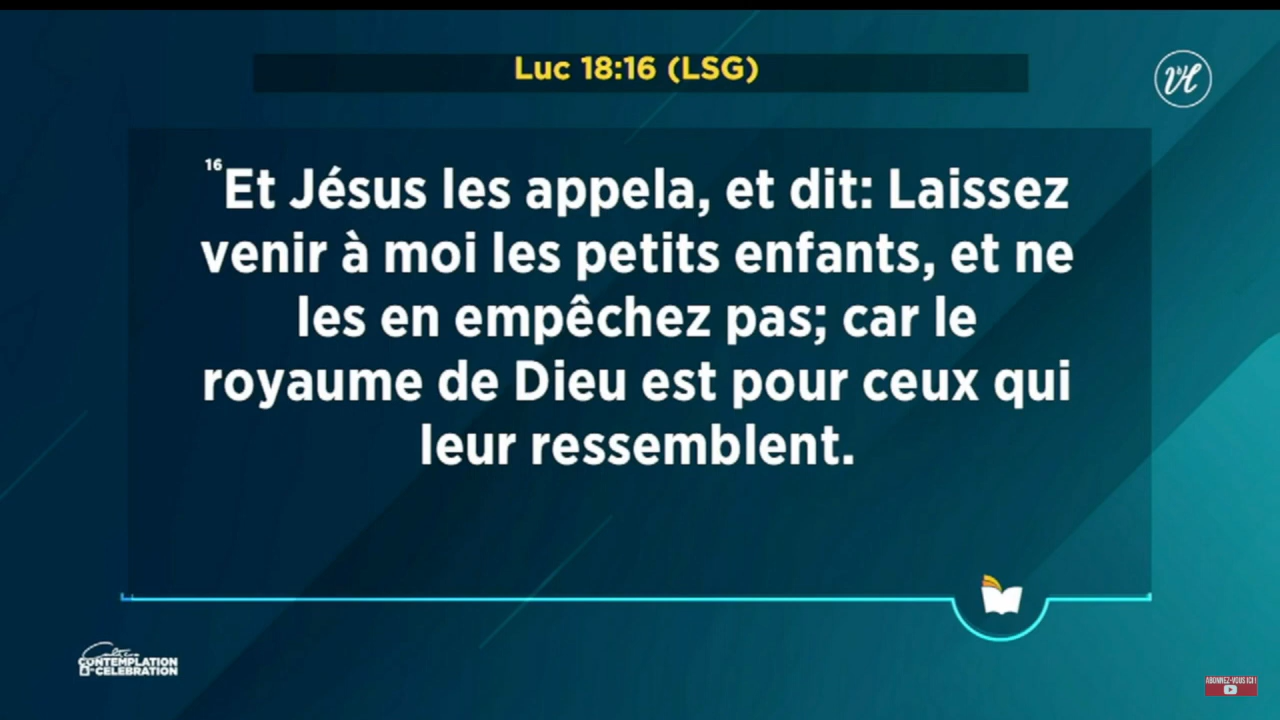 Luc 18:16 (LSG)
16 Et Jésus les appela, et dit: Laissez
venir à moi les petits enfants, et ne
les en empêchez pas; car le
royaume de Dieu est pour ceux qui
leur ressemblent.
CONTEMPLATION
CELEBRATION
ABONNEZ-VOUS ICI !